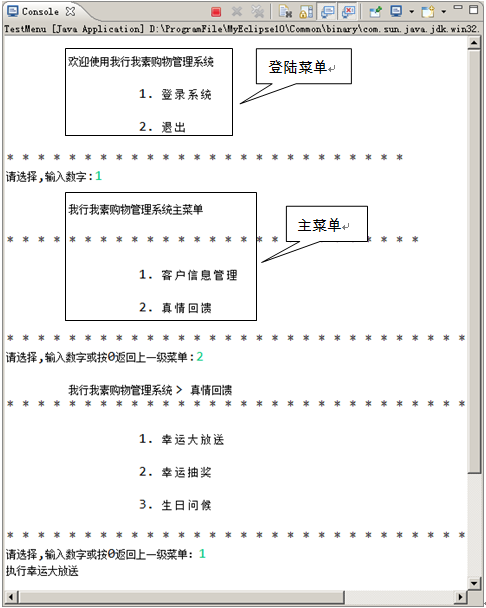 Console
TestMenu [Java Application] D:\ProgramFile\MyEclipse10\Common\binary\com.sun.java.jdk.win32.
欢迎使用我行我素购物管理系统
登陆菜单
1. 登录系统
2. 退出
* * * * * * * * * * * * * * * * * * * * * * * * * *
请选择,输入数字:1
我行我素购物管理系统主菜单
主菜单
* * * * * * * * * * * * * * * * * * * * * * * * * * *
1. 客户信息管理
2. 真情回馈
* * * * * * * * * * * * * * * * * * * * * * * * * * * * * *
请选择,输入数字或按0返回上一级菜单:2
我行我素购物管理系统 > 真情回馈
* * * * * * * * * * * * * * * * * * * * * * * * * * * * * *
1. 幸运大放送
2. 幸运抽奖
3. 生日问候
* * * * * * * * * * * * * * * * * * * * * * * * * * * * * *
请选择,输入数字或按0返回上一级菜单: 1
执行幸运大放送